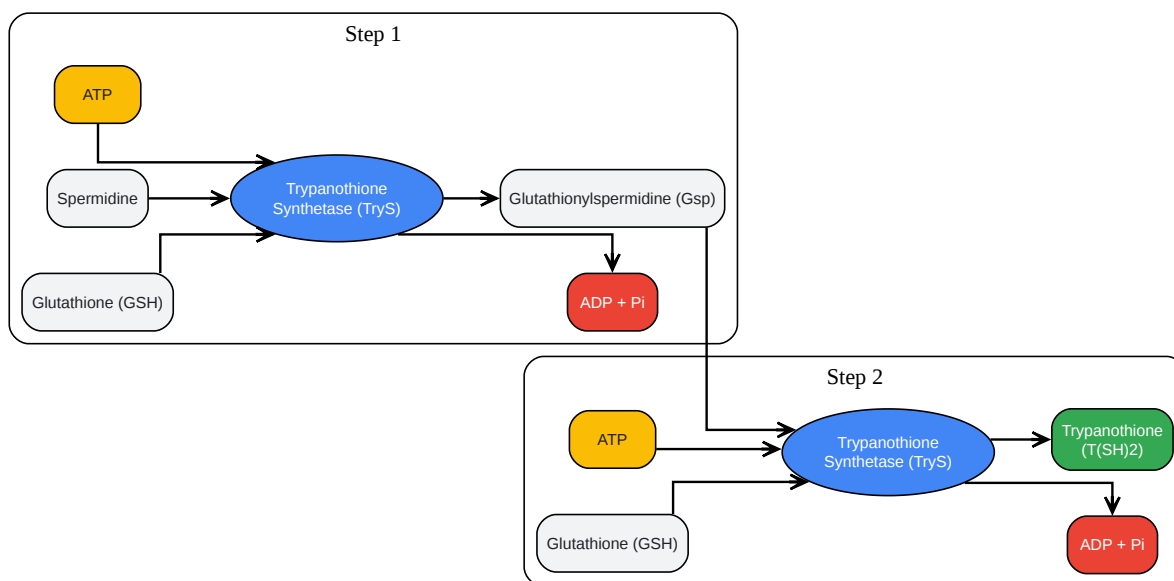 Step 1
ATP
Spermidine
Trypanothione
Synthetase (TryS)
Glutathionylspermidine (Gsp)
Glutathione (GSH)
ADP + Pi
Step 2
ATP
Trypanothione
Synthetase (TryS)
Trypanothione
(T(SH)2)
Glutathione (GSH)
ADP + Pi